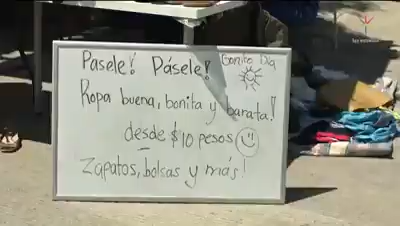 Pasele! Pásele!
Bonito Día
Ropa buena, bonita y barata!
desde $10 pesos
Zapatos, bolsas y más!